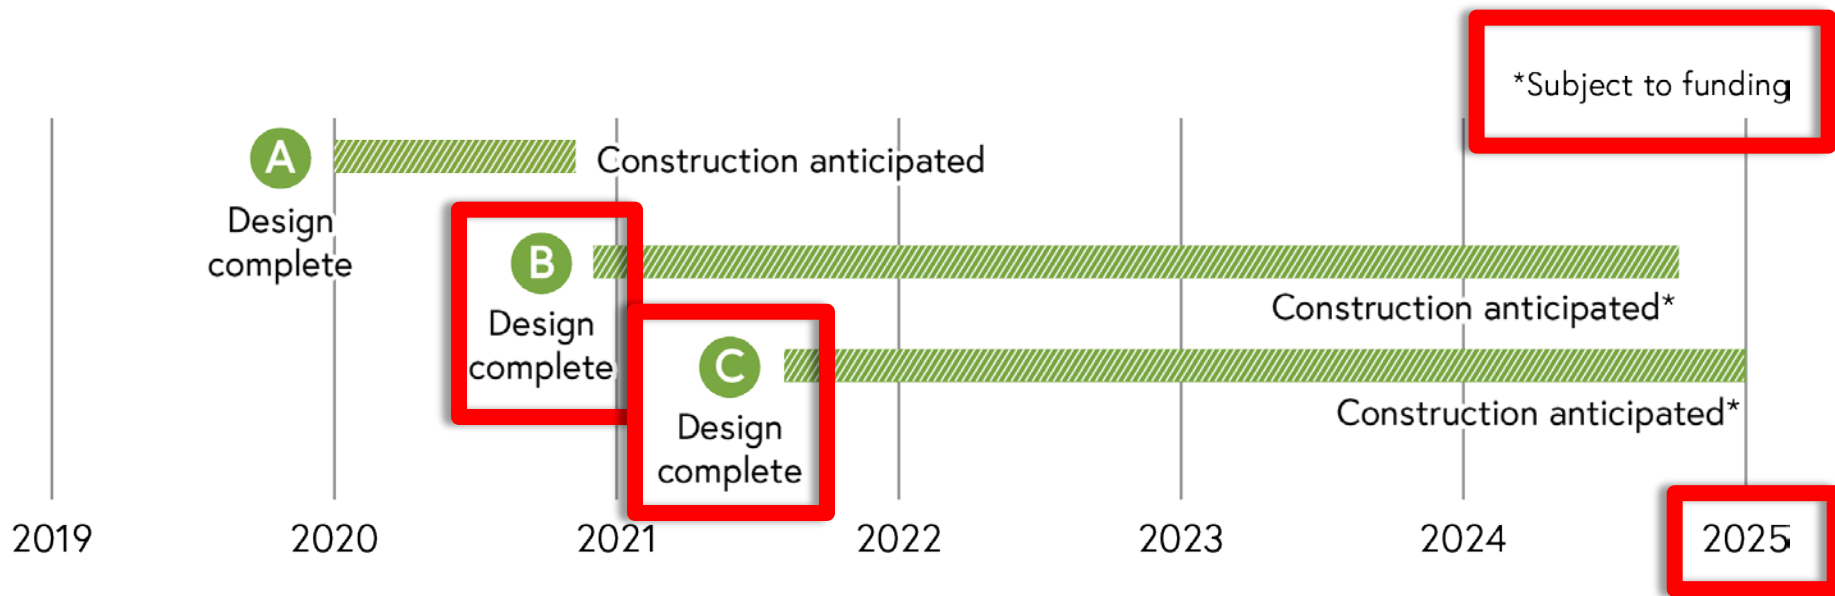 *Subject to funding
A
Construction anticipated
Design
complete
B
Construction anticipated*
Design
complete
C
Construction anticipated*
Design
complete
2019 2020 2021 2022 2023 2024 2025